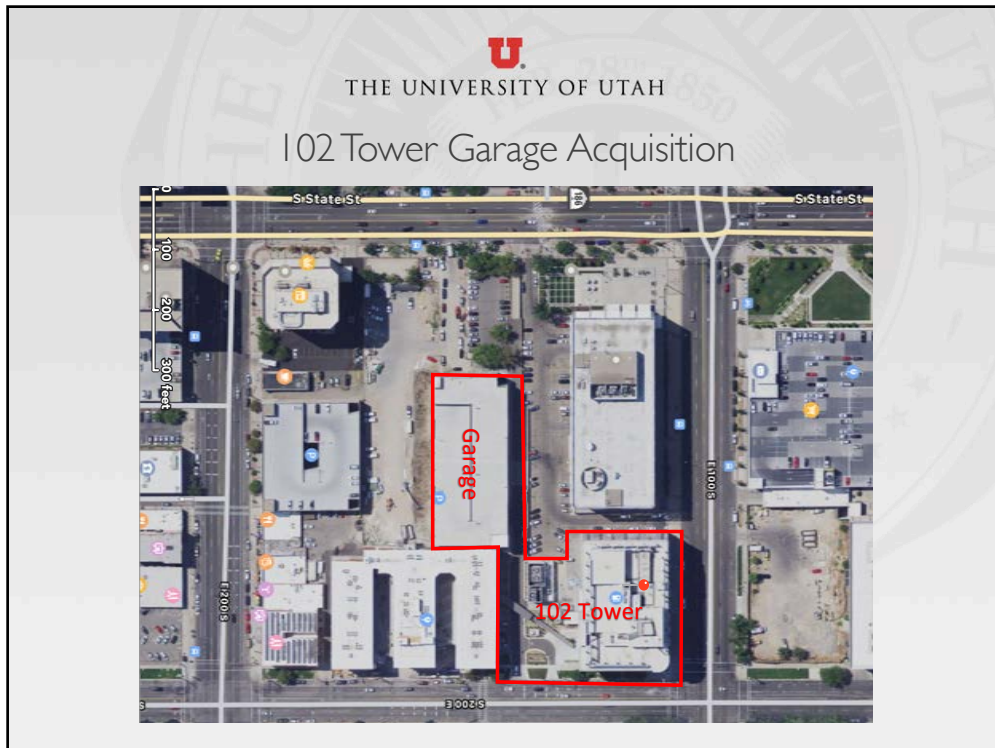 U
THE UNIVERSITY OF UTAH
102 Tower Garage Acquisition
S State St
186
S State St
0
100
200
300 feet
Garage
102 Tower
E 200 S
E 100 S
S 200 E